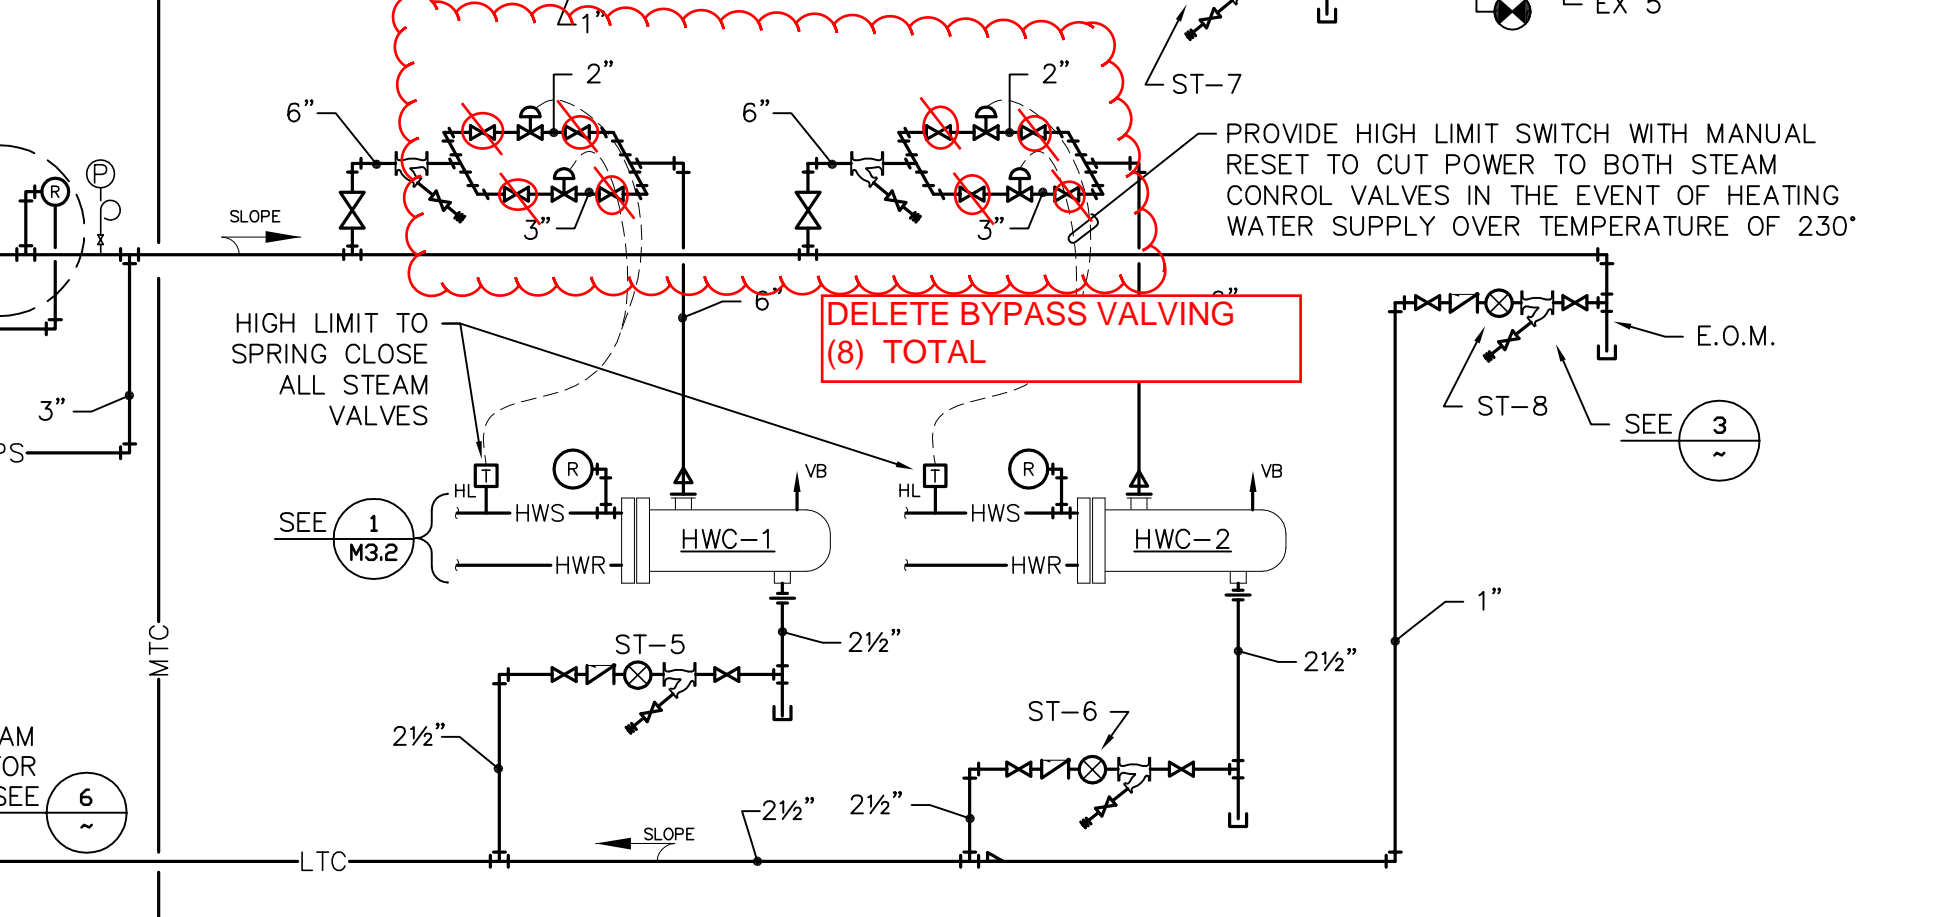 1"
EX 5
ST-7
2"
2"
6"
6"
PROVIDE HIGH LIMIT SWITCH WITH MANUAL
RESET TO CUT POWER TO BOTH STEAM
CONROL VALVES IN THE EVENT OF HEATING
WATER SUPPLY OVER TEMPERATURE OF 230°
P
R
SLOPE
3"
3"
6"
DELETE BYPASS VALVING
(8) TOTAL
HIGH LIMIT TO
SPRING CLOSE
ALL STEAM
VALVES
E.O.M.
3"
ST-8
SEE
3
~
PS
T
R
VB
T
R
VB
HL
HL
SEE
1
M3.2
HWS
HWC-1
HWR
HWS
HWC-2
HWR
1"
MTC
ST-5
2½"
2½"
ST-6
2½"
AM
TOR
SEE
6
~
2½"
2½"
SLOPE
LTC